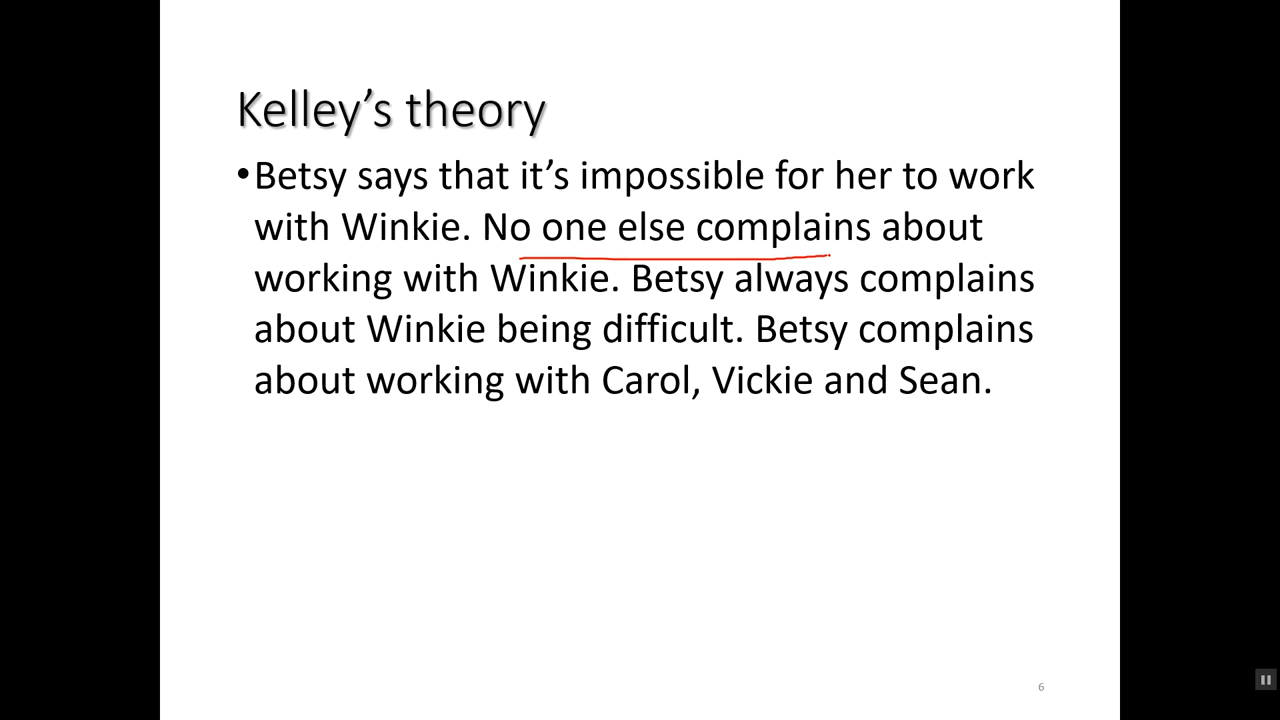 Kelley’s theory
•Betsy says that it’s impossible for her to work
with Winkie. No one else complains about
working with Winkie. Betsy always complains
about Winkie being difficult. Betsy complains
about working with Carol, Vickie and Sean.
6